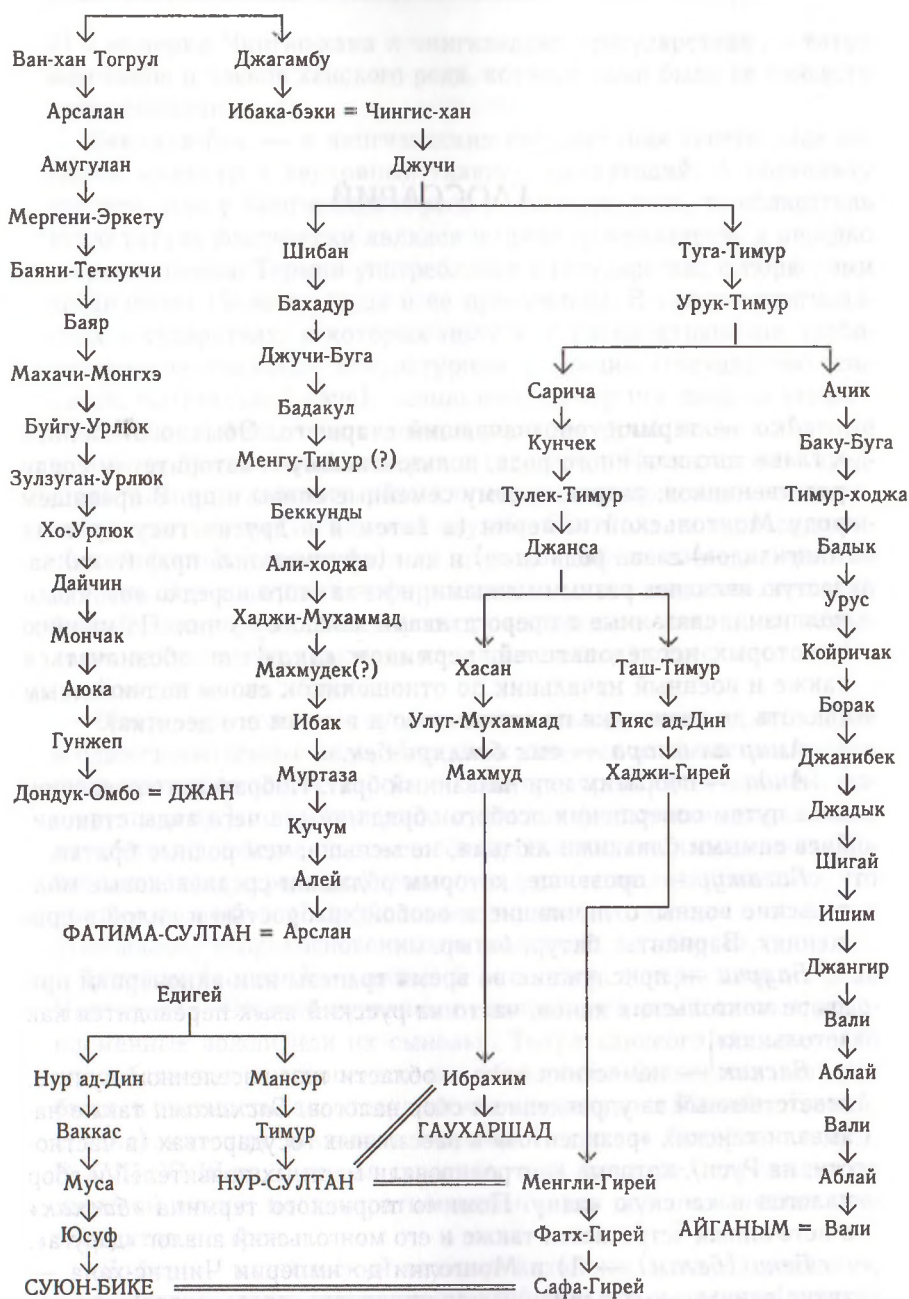 Ван-хан Тогрул Джагамбу
Арсалан Ибака-бэки = Чингис-хан
Амугулан Джучи
Мергени-Эркету
Шибан Туга-Тимур
Баяни-Теткукчи
Бахадур Урук-Тимур
Баяр
Джучи-Буга
Махачи-Монгхэ
Бадакул Сарича Ачик
Буйгу-Урлюк
Менгу-Тимур (?) Кунчек Баку-Буга
Зулзуган-Урлюк
Беккунды Тулек-Тимур Тимур-ходжа
Хо-Урлюк
Али-ходжа Джанса Бадык
Дайчин
Хаджи-Мухаммад Урус
Мончак
Махмудек(?) Хасан Таш-Тимур Койричак
Аюка
Ибак Улуг-Мухаммад Гияс ад-Дин Борак
Гунжеп
Муртаза Махмуд Хаджи-Гирей Джанибек
Дондук-Омбо = ДЖАН
Кучум Джадык
Алей Шигай
ФАТИМА-СУЛТАН = Арслан Ишим
Едигей Джангир
Вали
Нур ад-Дин Мансур Ибрахим Аблай
Ваккас Тимур ГАУХАРШАД Вали
Муса НУР-СУЛТАН Менгли-Гирей Аблай
Юсуф Фатх-Гирей АЙГАНЫМ = Вали
СУЮН-БИКЕ Сафа-Гирей